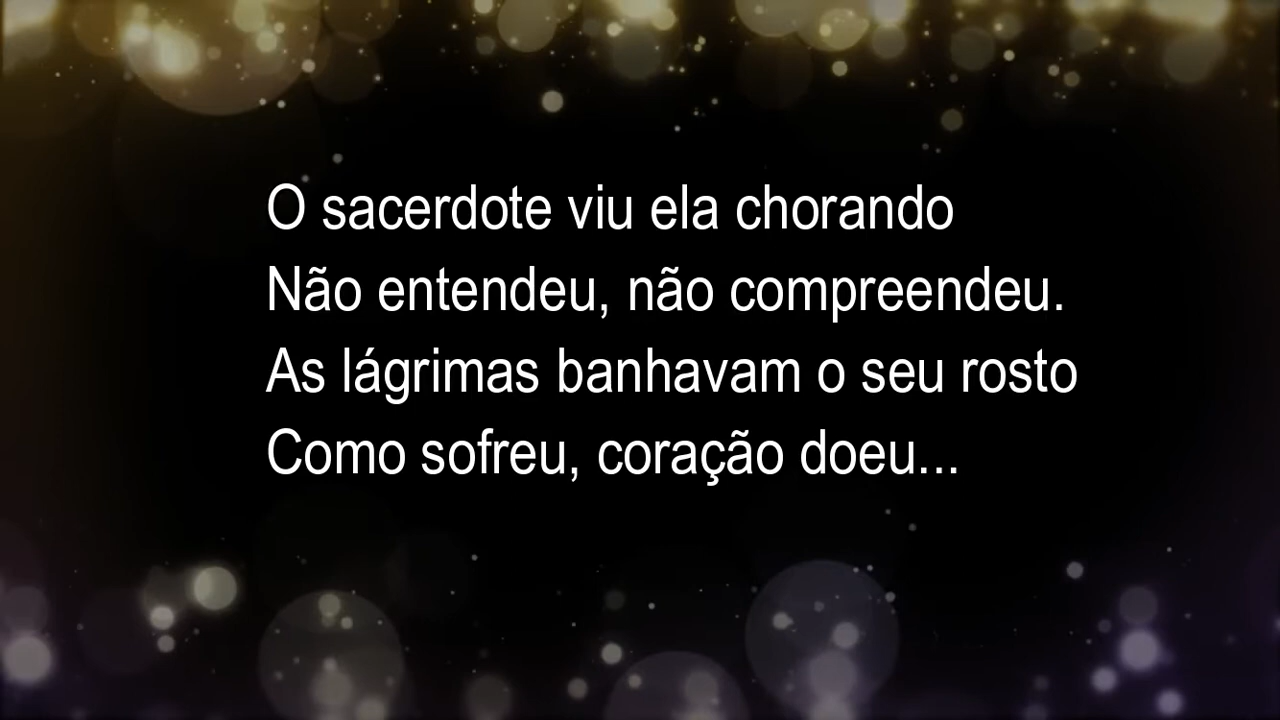 O sacerdote viu ela chorando
Não entendeu, não compreendeu.
As lágrimas banhavam o seu rosto
Como sofreu, coração doeu...